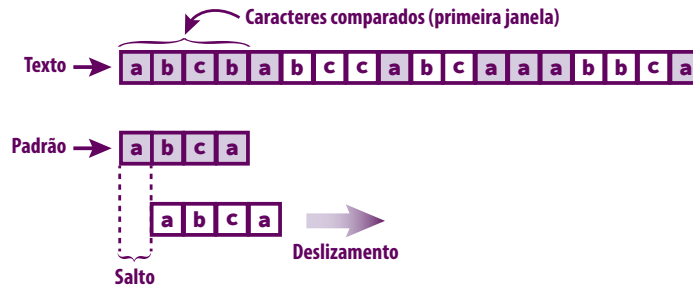 Caracteres comparados (primeira janela)
Texto a b c b a b c c a b c a a a b b c a
Padrão a b c a
a b c a
Deslizamento
Salto